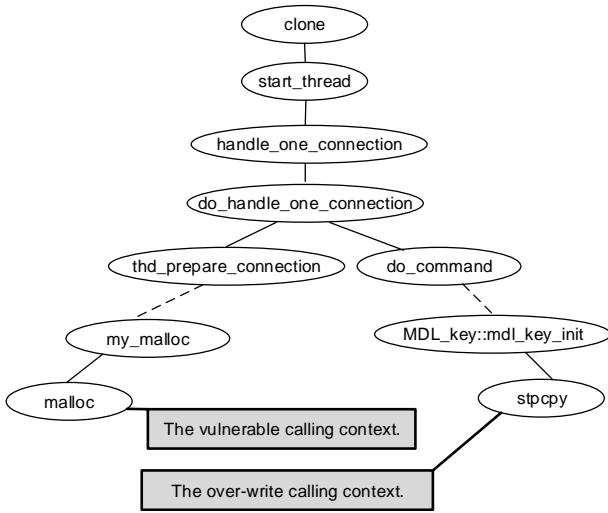 clone
start_thread
handle_one_connection
do_handle_one_connection
thd_prepare_connection
do_command
my_malloc
MDL_key::mdl_key_init
malloc
stpcpy
The vulnerable calling context.
The over-write calling context.